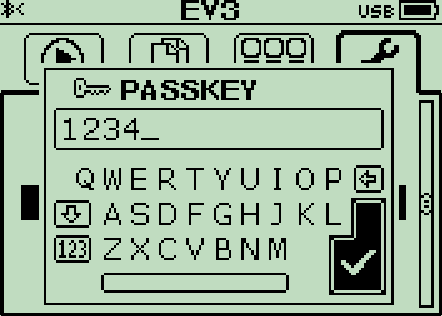 EV3 USB
PASSKEY
1234_
QWERTYUIOP
ASDFGHJKL
123 ZXCVBNM